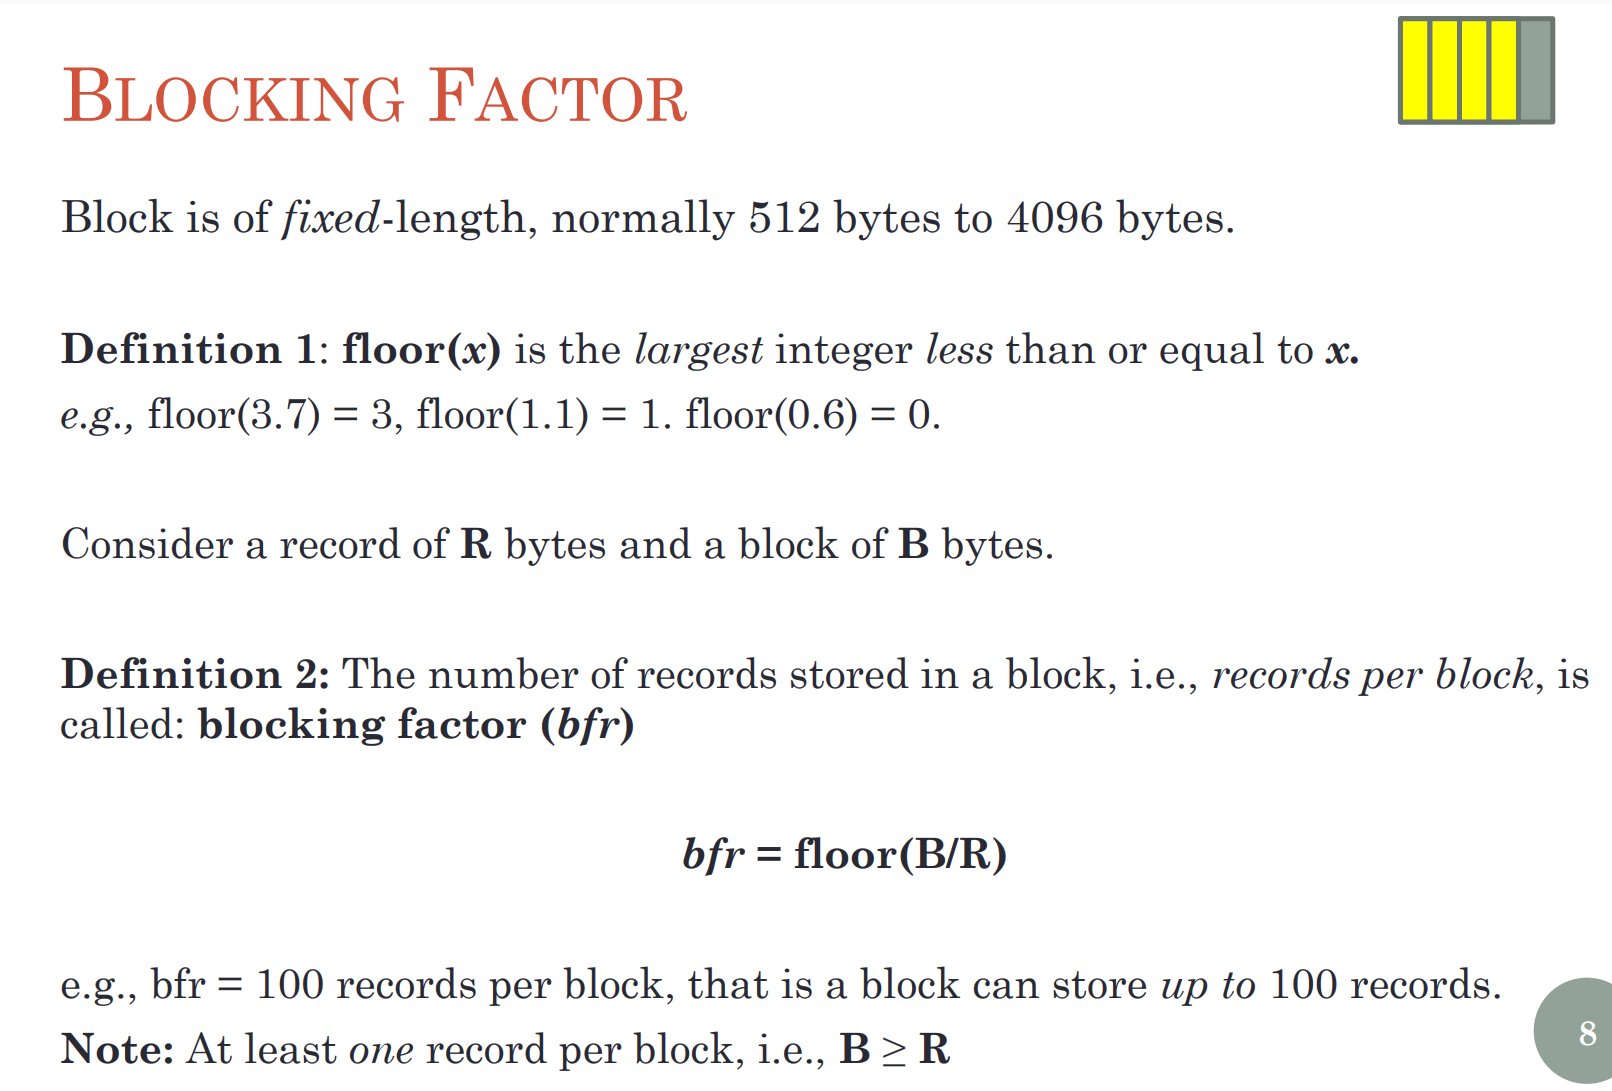 BLOCKING FACTOR
Block is of fixed-length, normally 512 bytes to 4096 bytes.
Definition 1: floor(x) is the largest integer less than or equal to x.
e.g., floor(3.7) = 3, floor(1.1) = 1. floor(0.6) = 0.
Consider a record of R bytes and a block of B bytes.
Definition 2: The number of records stored in a block, i.e., records per block, is
called: blocking factor (bfr)
bfr = floor(B/R)
e.g., bfr = 100 records per block, that is a block can store up to 100 records.
Note: At least one record per block, i.e., B ≥ R
8